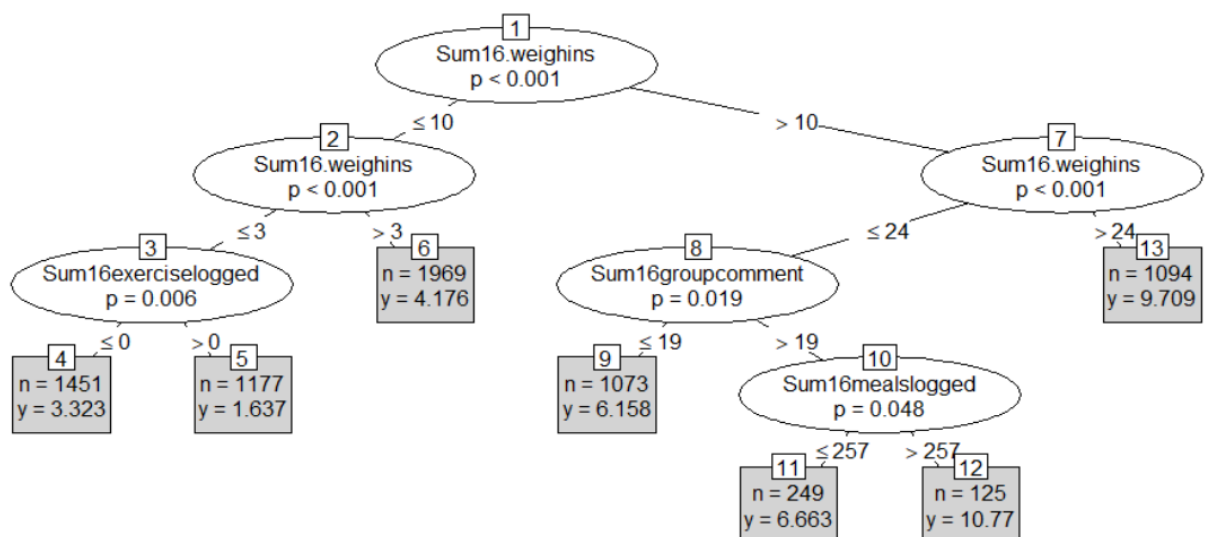 1
Sum16.weighins
p < 0.001
≤ 10
> 10
2
Sum16.weighins
p < 0.001
7
Sum16.weighins
p < 0.001
≤ 3
> 3
≤ 24
> 24
3
Sum16exerciselogged
p = 0.006
6
n = 1969
y = 4.176
8
Sum16groupcomment
p = 0.019
13
n = 1094
y = 9.709
≤ 0
> 0
≤ 19
> 19
4
n = 1451
y = 3.323
5
n = 1177
y = 1.637
9
n = 1073
y = 6.158
10
Sum16mealslogged
p = 0.048
≤ 257
> 257
11
n = 249
y = 6.663
12
n = 125
y = 10.77